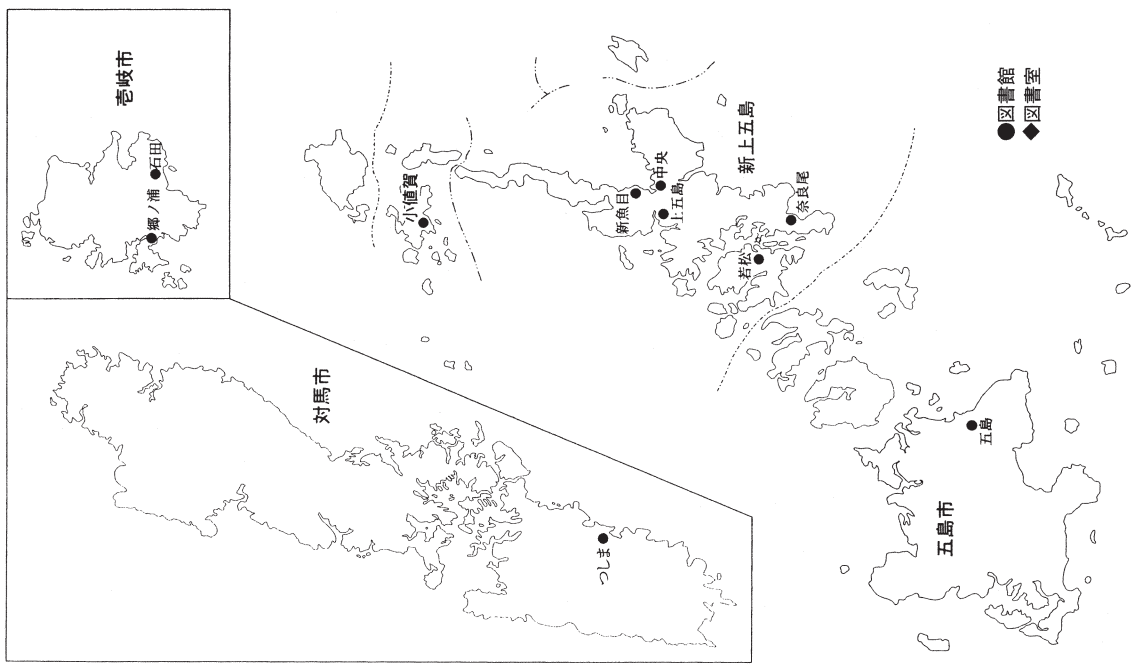 壱岐市
郷ノ浦
石田
対馬市
つしま
小値賀
新魚目
中央
上五島
新上五島
若松
奈良尾
五島市
五島
●図書館
◆図書室